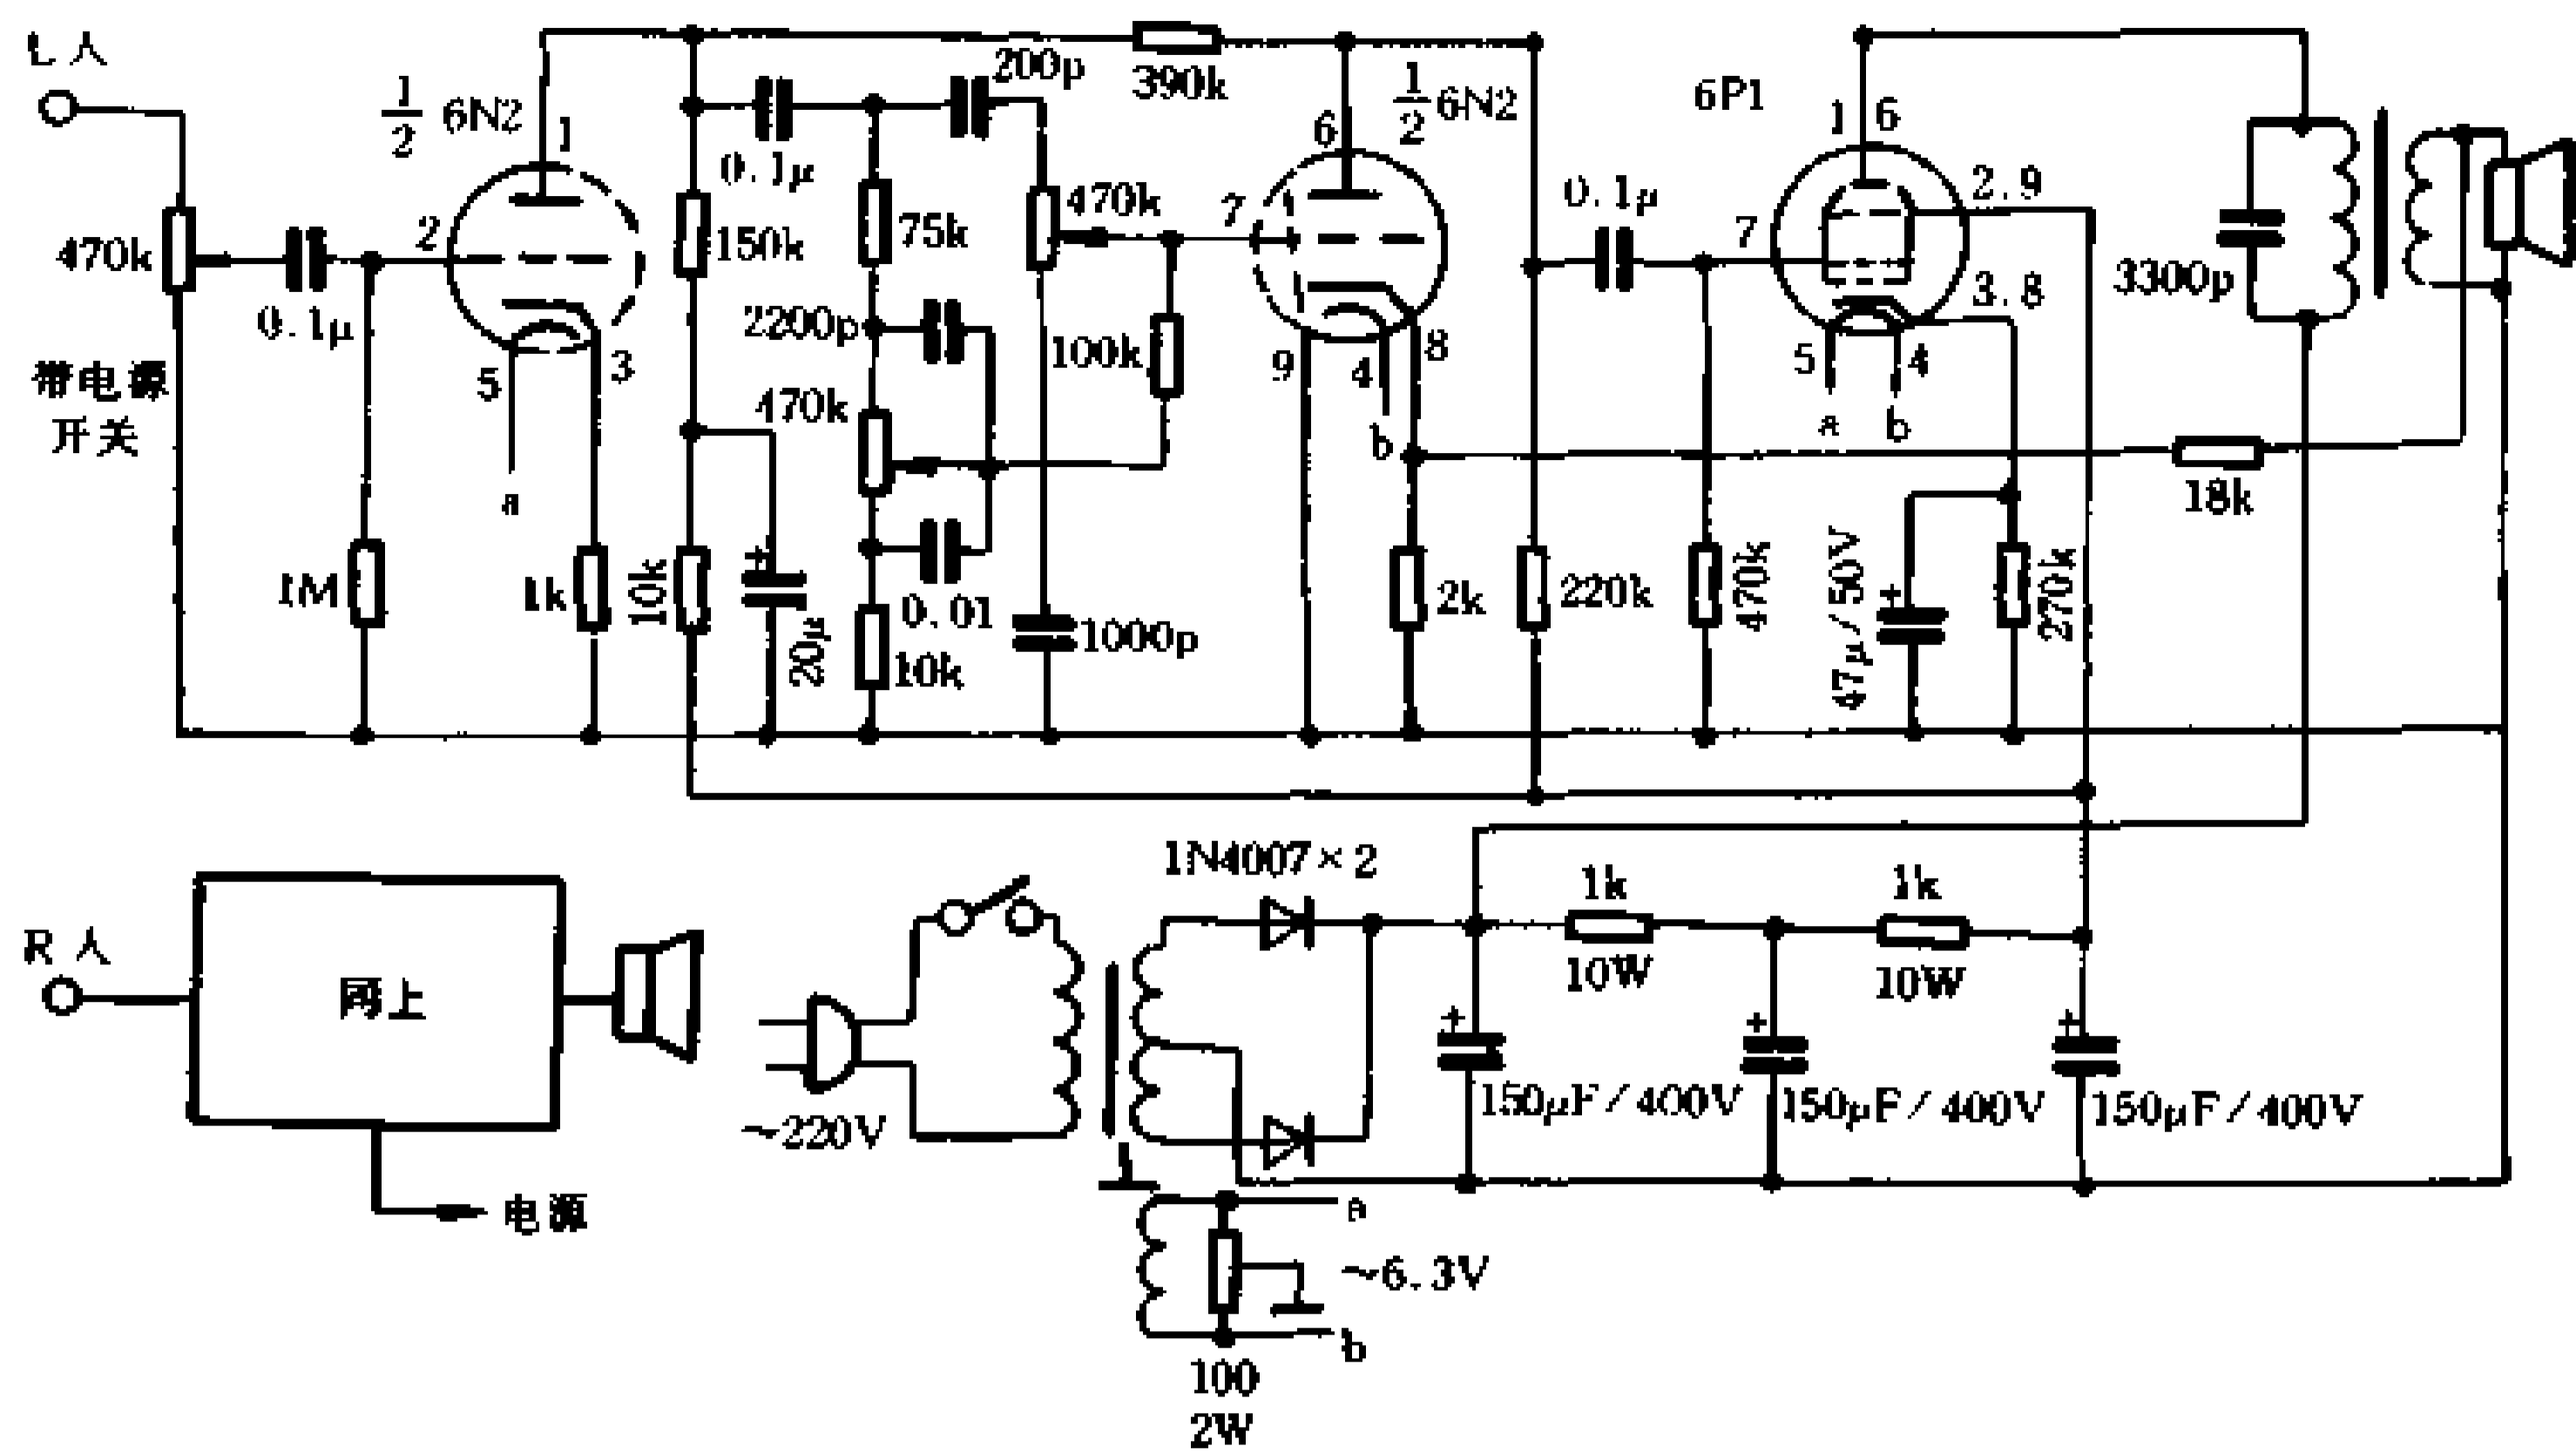 L 入
470k
带电源
开关
0.1μ
1M
1/2 6N2
1
2
3
5
a
1k
0.1μ
200p
390k
150k
75k
470k
2200p
100k
470k
10k
20μ
0.01
10k
1000p
1/2 6N2
6
7
9
4
8
b
2k
220k
0.1μ
470k
6P1
1 6
2.9
7
3.8
5
4
a
b
47μ/50V
270k
3300p
18k
R 入
同上
电源
~220V
1N4007×2
1k
10W
1k
10W
+
150μF/400V
+
150μF/400V
+
150μF/400V
a
~6.3V
b
100
2W